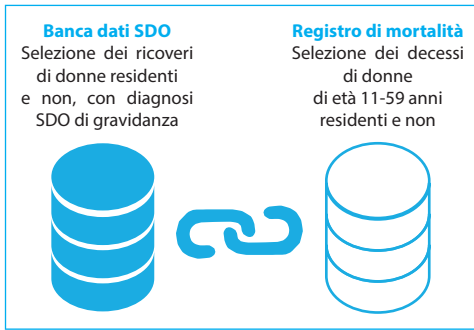 Banca dati SDO
Selezione dei ricoveri
di donne residenti
e non, con diagnosi
SDO di gravidanza
Registro di mortalità
Selezione dei decessi
di donne
di età 11-59 anni
residenti e non